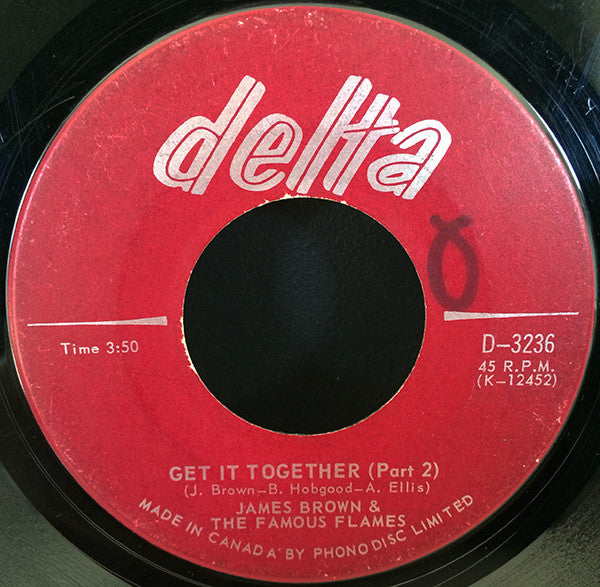 delta
Time 3:50
D-3236
45 R.P.M.
(K-12452)
GET IT TOGETHER (Part 2)
(J. Brown-B. Hobgood-A. Ellis)
JAMES BROWN &
THE FAMOUS FLAMES
MADE IN CANADA BY PHONODISC LIMITED